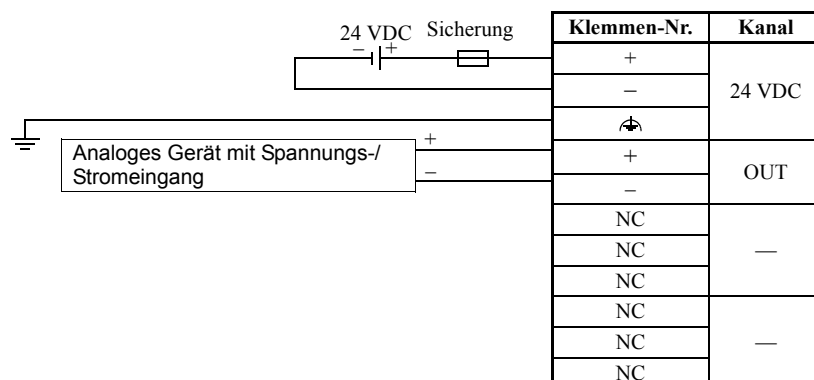 24 VDC Sicherung
− +
Klemmen-Nr. Kanal
+
−
24 VDC
+
−
Analoges Gerät mit Spannungs-/
Stromeingang
+
−
OUT
NC
NC
NC
—
NC
NC
NC
—